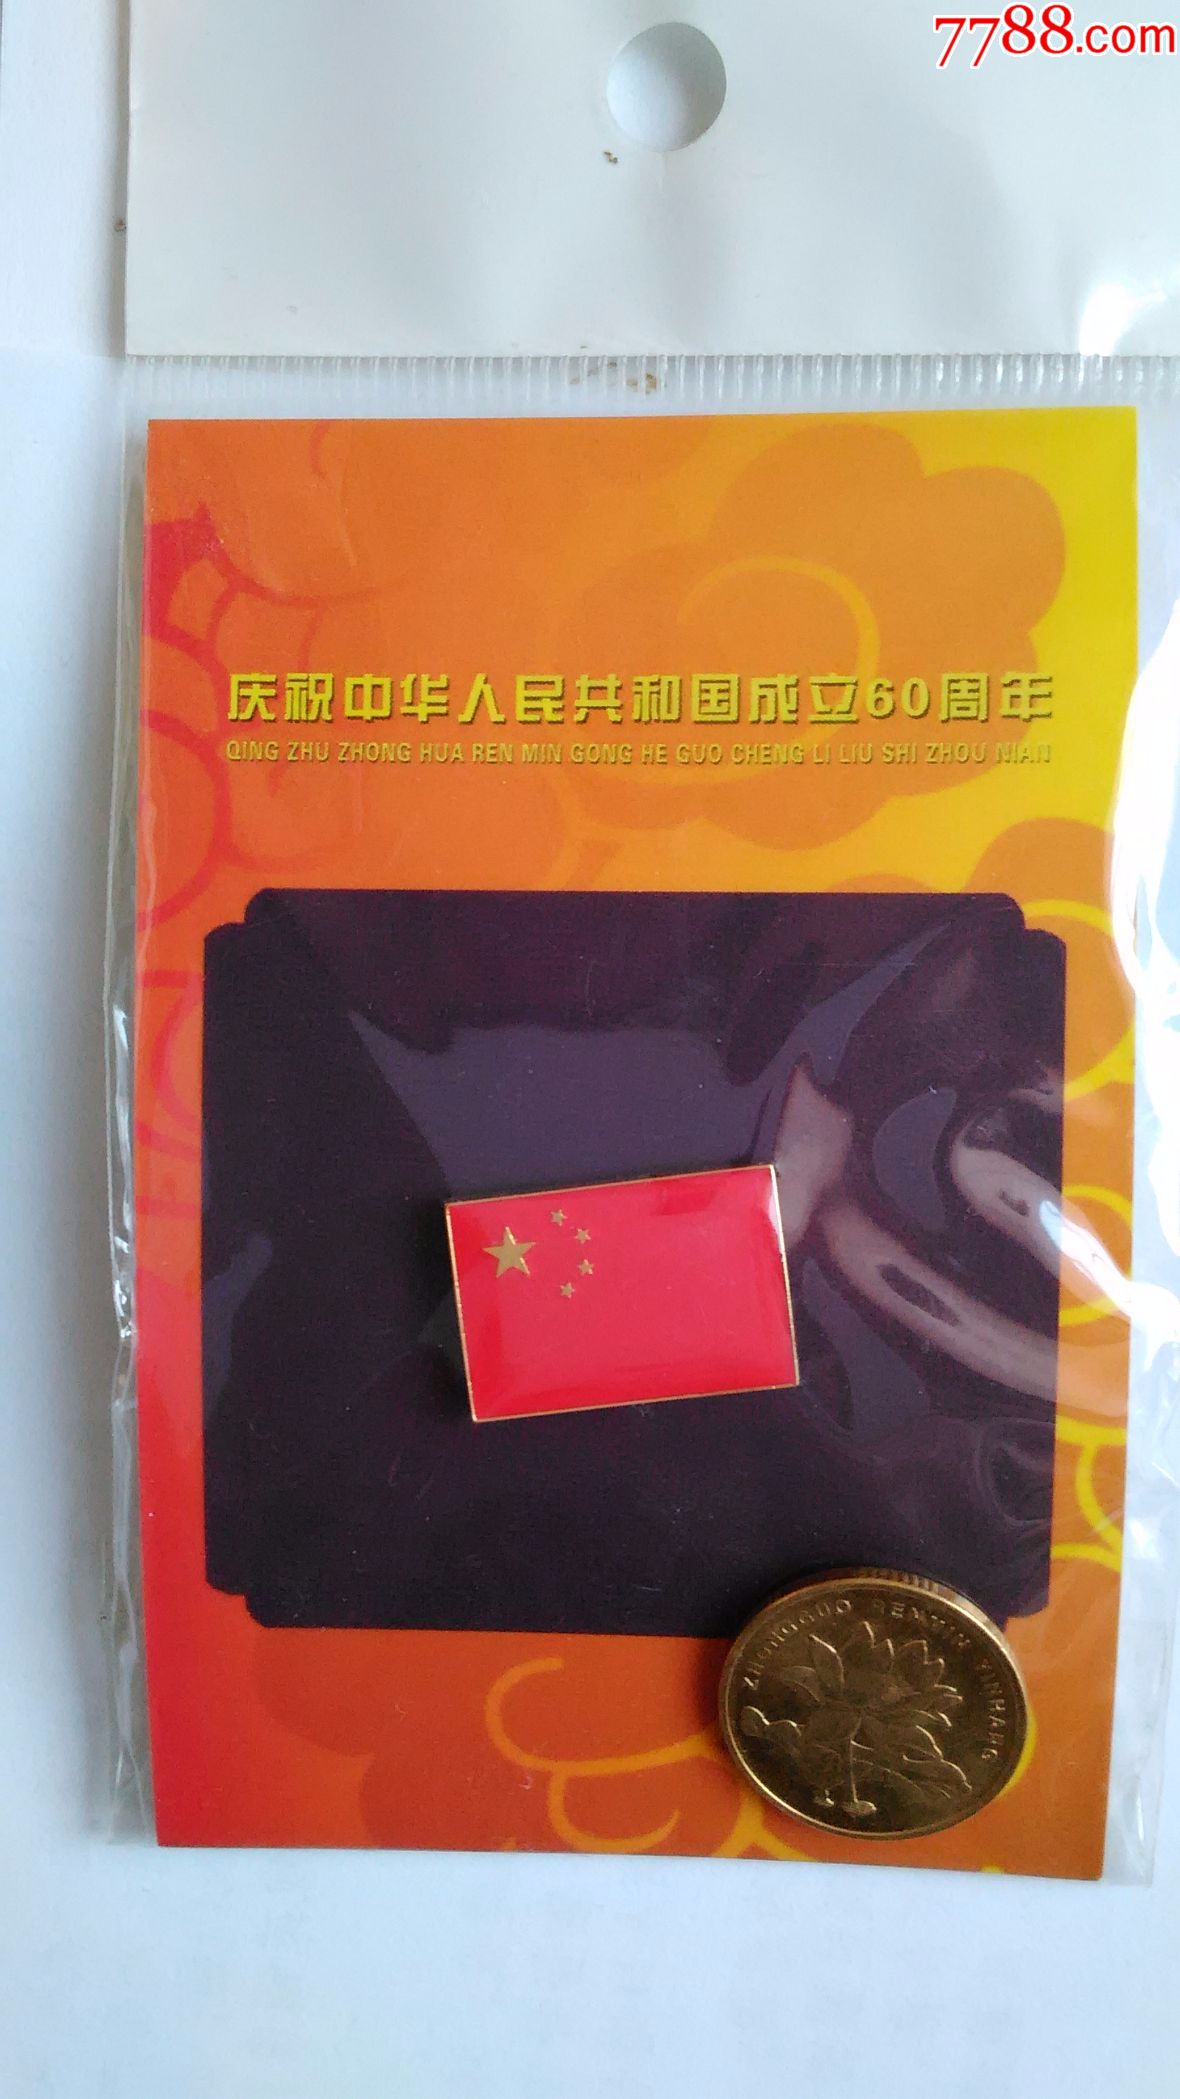 7788.com
庆祝中华人民共和国成立60周年
QING ZHU ZHONG HUA REN MIN GONG HE GUO CHENG LI LIU SHI ZHOU NIAN
ZHONGGUO RENMIN YINHANG